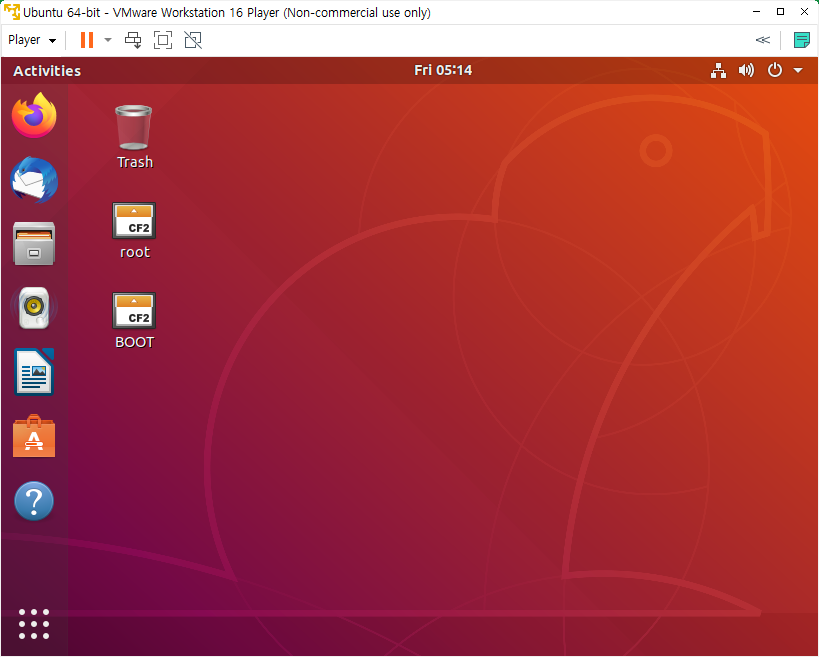 Ubuntu 64-bit - VMware Workstation 16 Player (Non-commercial use only)
Player
Activities
Fri 05:14
Trash
CF2
root
CF2
BOOT